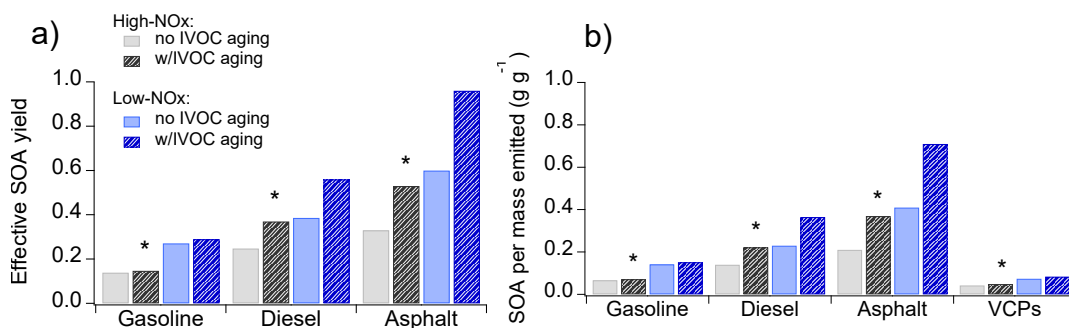 a)
High-NOx:
no IVOC aging
w/IVOC aging
Low-NOx:
no IVOC aging
w/IVOC aging
Effective SOA yield
1.0
0.8
0.6
0.4
0.2
0.0
*
*
*
Gasoline
Diesel
Asphalt
b)
SOA per mass emitted (g g⁻¹)
1.0
0.8
0.6
0.4
0.2
0.0
*
*
*
*
Gasoline
Diesel
Asphalt
VCPs